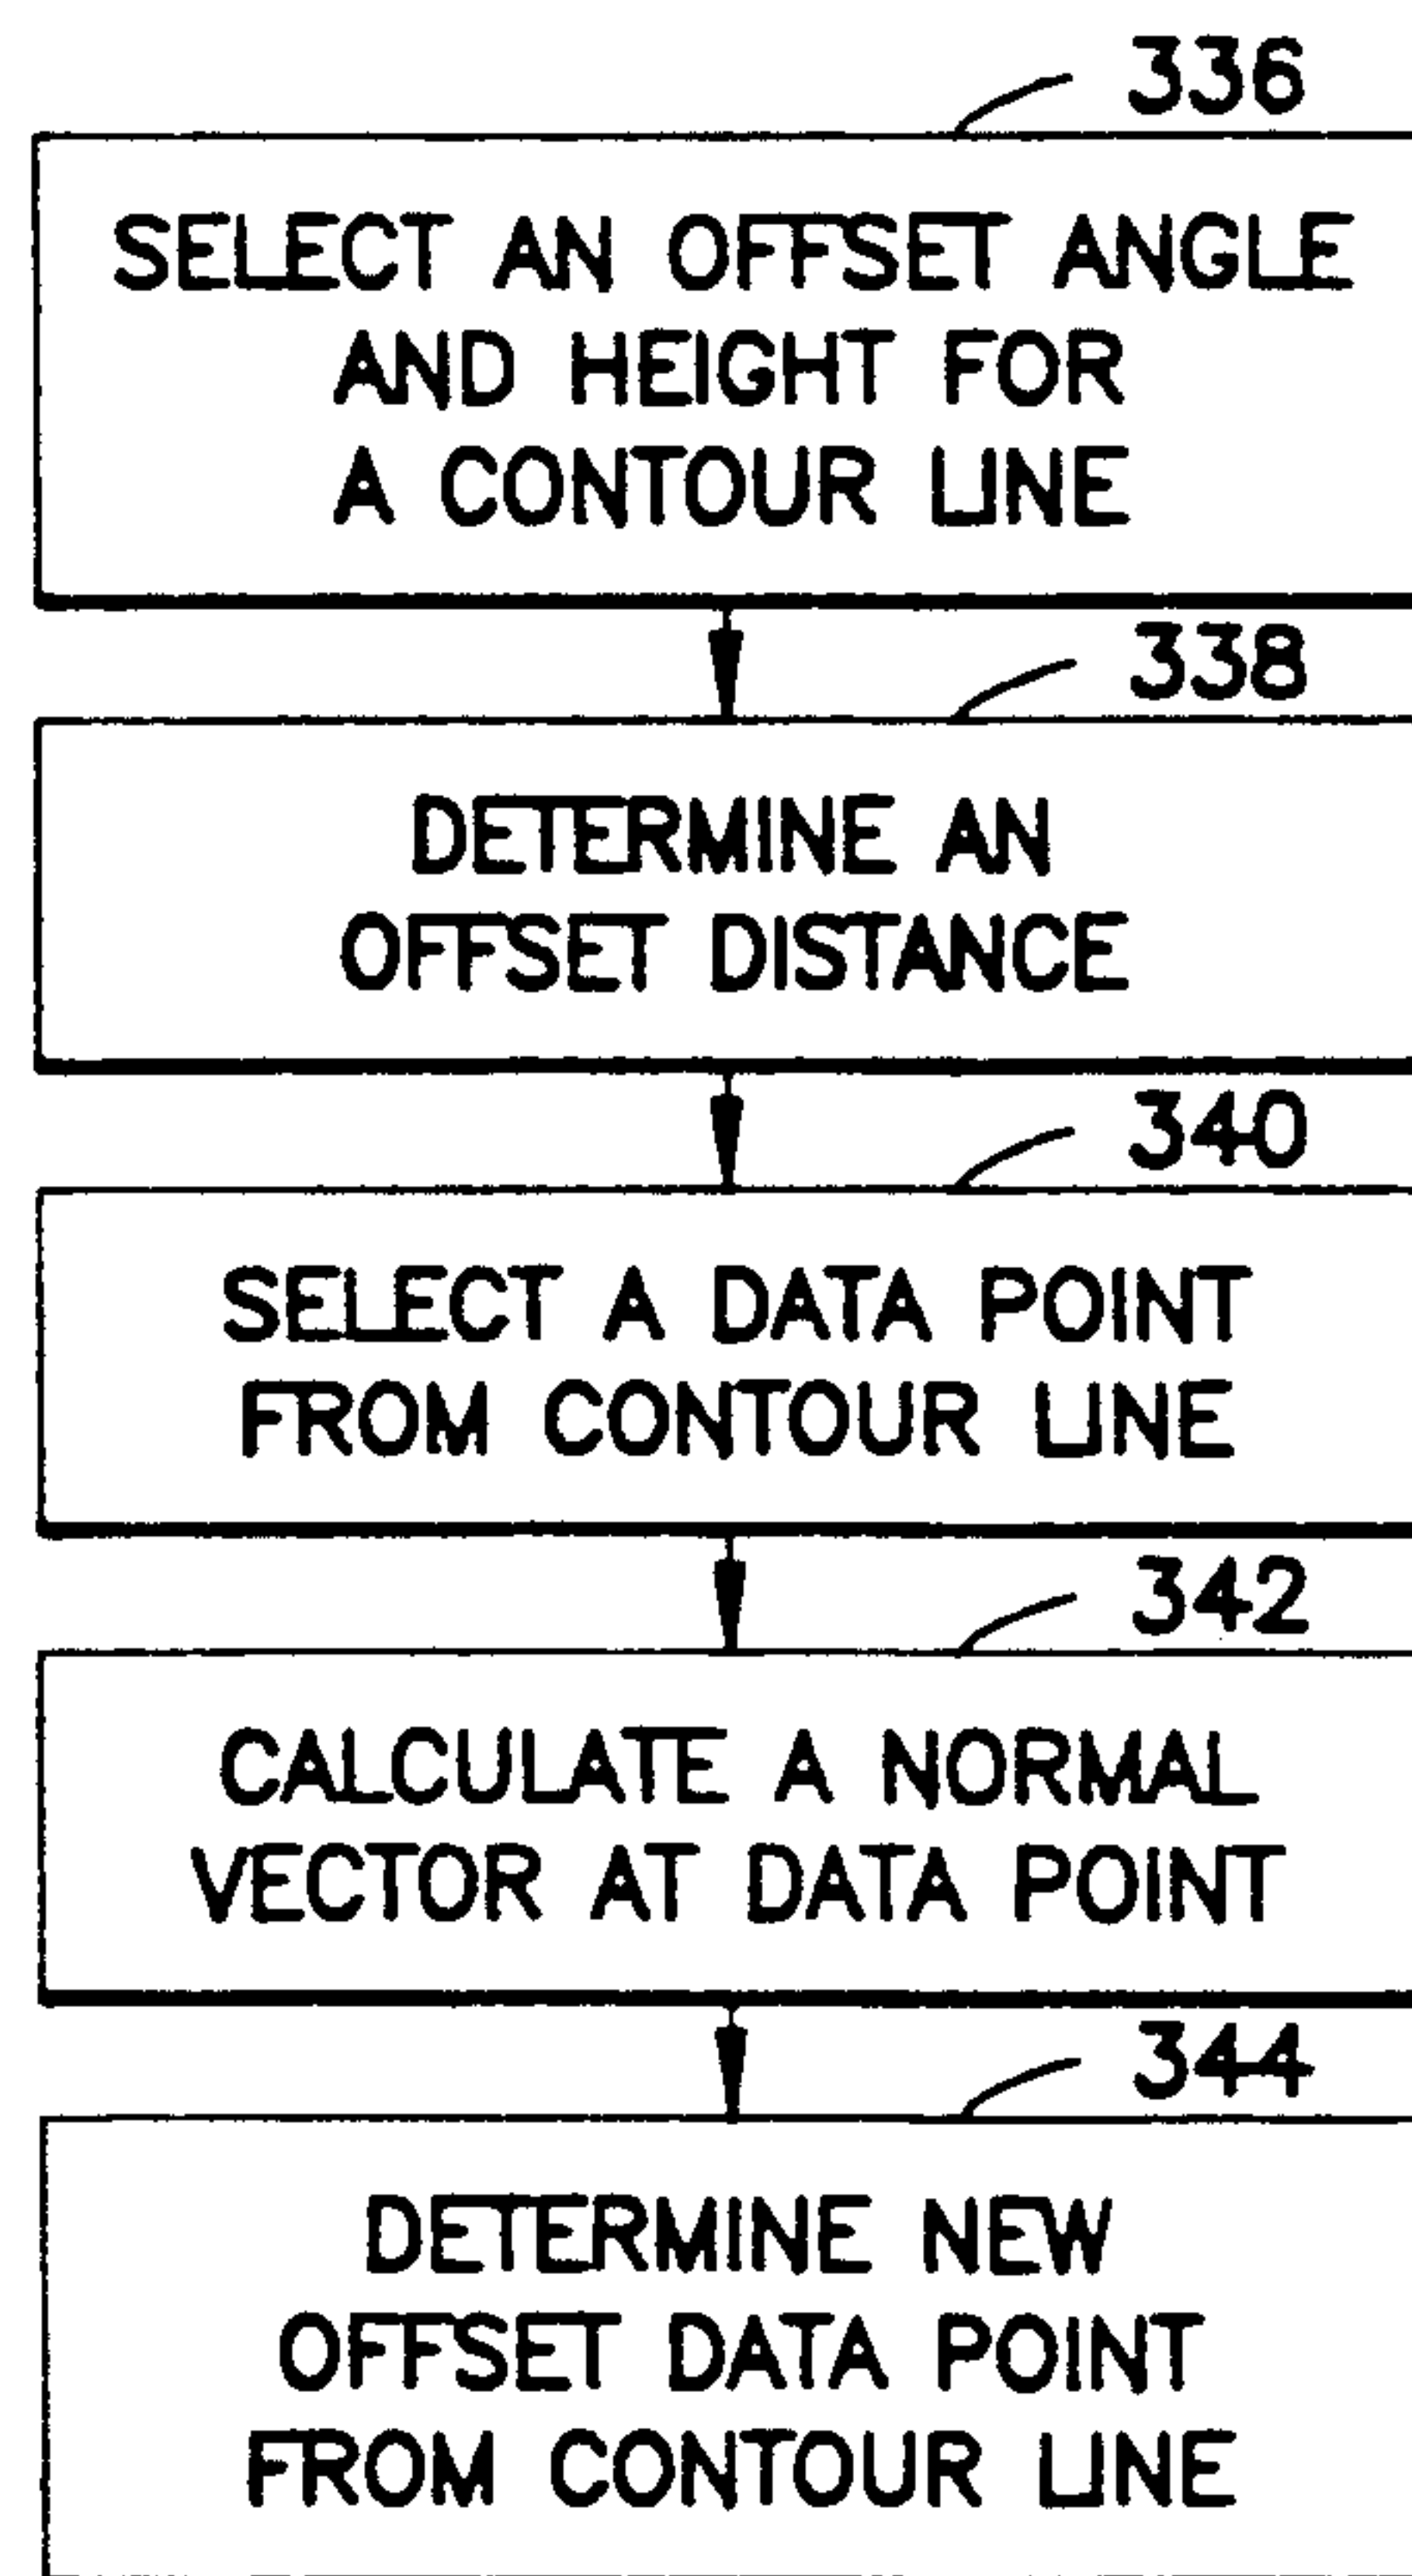 336
SELECT AN OFFSET ANGLE
AND HEIGHT FOR
A CONTOUR LINE
338
DETERMINE AN
OFFSET DISTANCE
340
SELECT A DATA POINT
FROM CONTOUR LINE
342
CALCULATE A NORMAL
VECTOR AT DATA POINT
344
DETERMINE NEW
OFFSET DATA POINT
FROM CONTOUR LINE